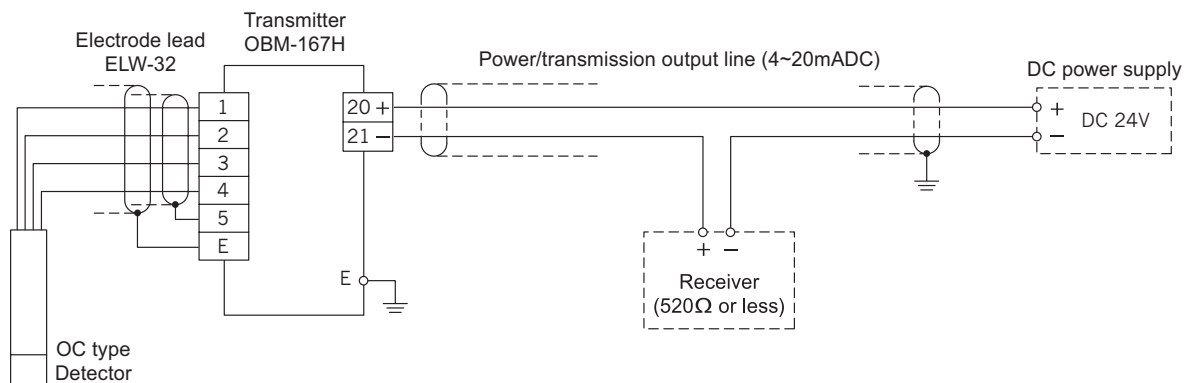 Transmitter
OBM-167H
Electrode lead
ELW-32
Power/transmission output line (4~20mADC)
DC power supply
1
2
3
4
5
E
20 +
21 −
+
−
DC 24V
E
+ −
Receiver
(520Ω or less)
OC type
Detector